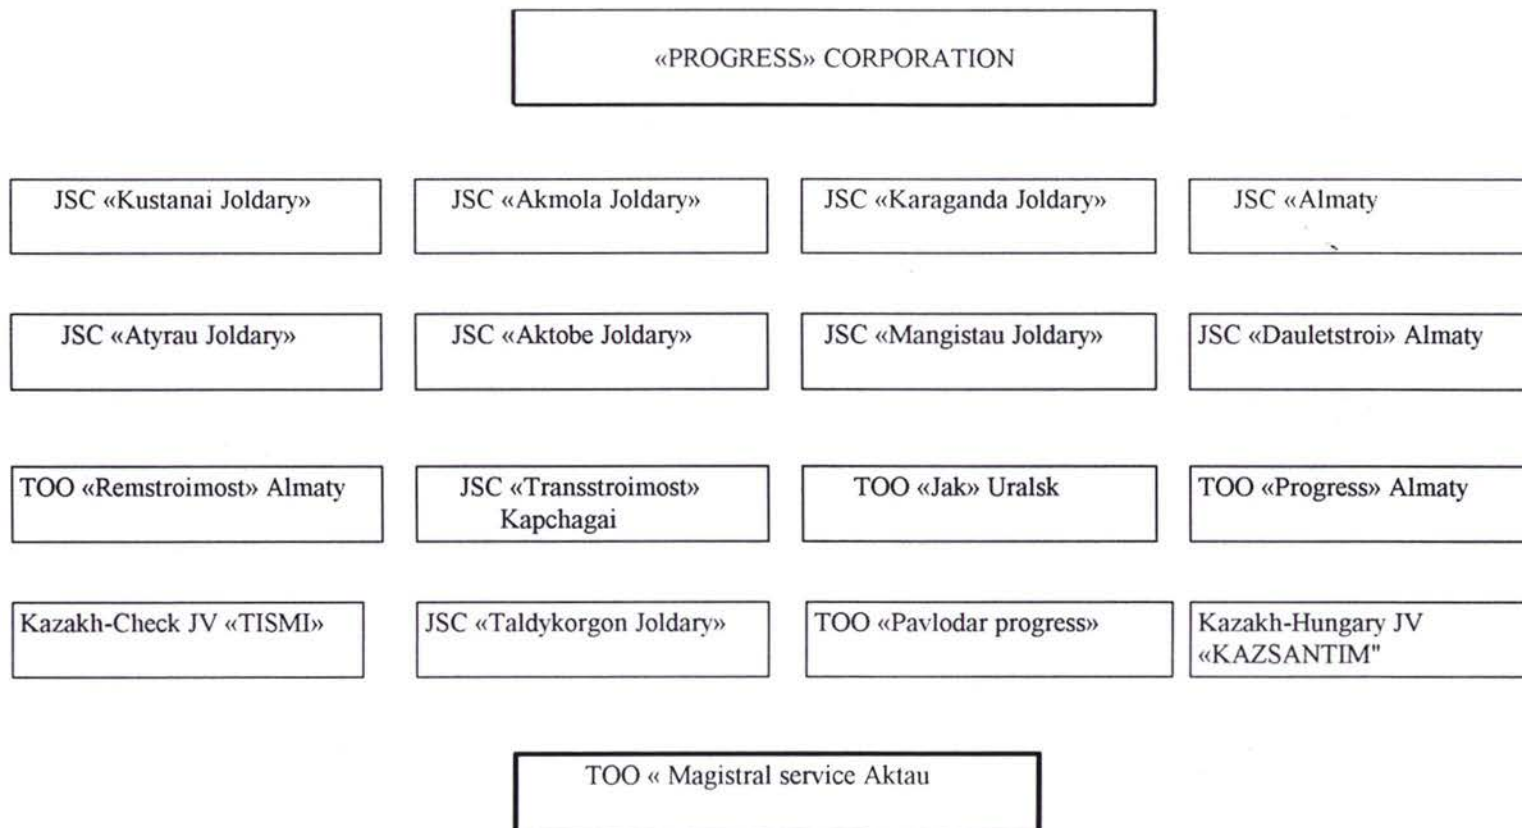 «PROGRESS» CORPORATION
JSC «Kustanai Joldary»
JSC «Akmola Joldary»
JSC «Karaganda Joldary»
JSC «Almaty
JSC «Atyrau Joldary»
JSC «Aktobe Joldary»
JSC «Mangistau Joldary»
JSC «Dauletstroi» Almaty
TOO «Remstroimost» Almaty
JSC «Transstroimost»
Kapchagai
TOO «Jak» Uralsk
TOO «Progress» Almaty
Kazakh-Check JV «TISMI»
JSC «Taldykorgon Joldary»
TOO «Pavlodar progress»
Kazakh-Hungary JV
«KAZSANTIM"
TOO « Magistral service Aktau